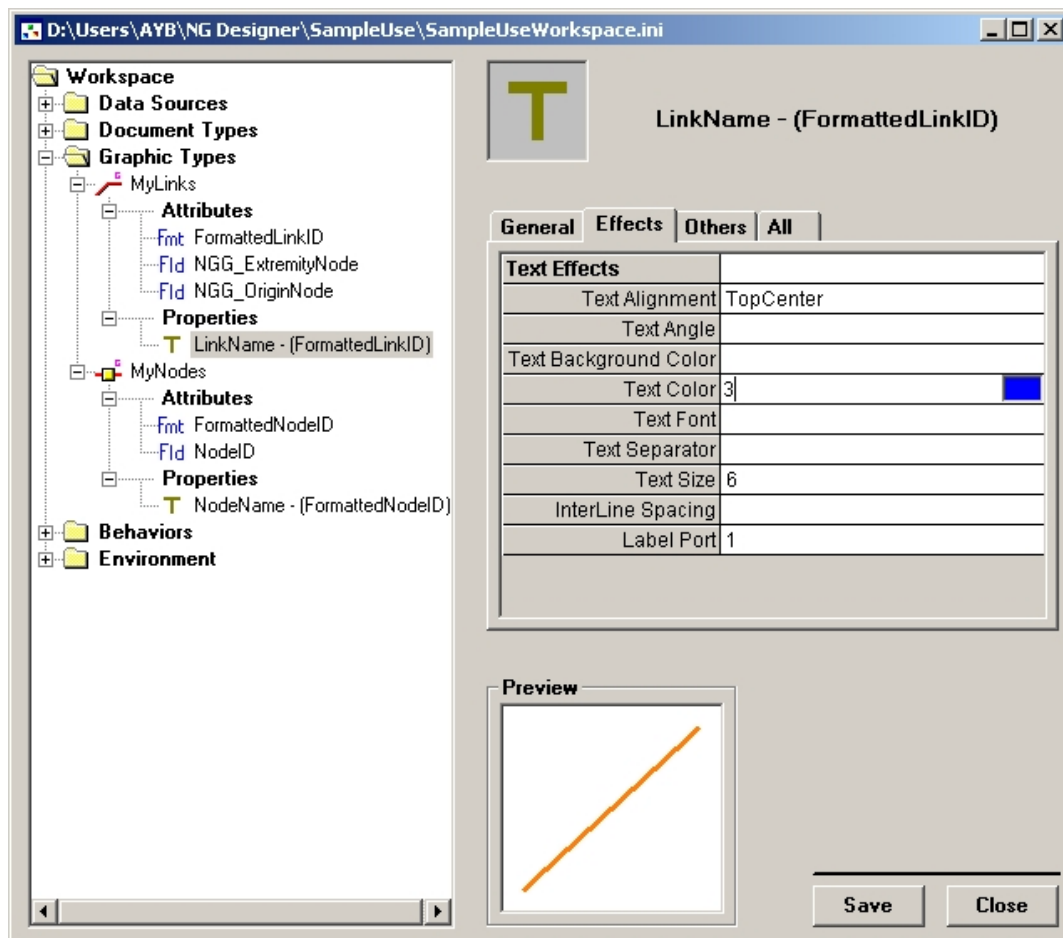 D:\Users\AYB\NG Designer\SampleUse\SampleUseWorkspace.ini
Workspace
Data Sources
Document Types
Graphic Types
MyLinks
Attributes
Fmt FormattedLinkID
Fld NGG_ExtremityNode
Fld NGG_OriginNode
Properties
T LinkName - (FormattedLinkID)
MyNodes
Attributes
Fmt FormattedNodeID
Fld NodeID
Properties
T NodeName - (FormattedNodeID)
Behaviors
Environment
T
LinkName - (FormattedLinkID)
General Effects Others All
Text Effects
Text Alignment TopCenter
Text Angle
Text Background Color
Text Color 3
Text Font
Text Separator
Text Size 6
InterLine Spacing
Label Port 1
Preview
Save Close